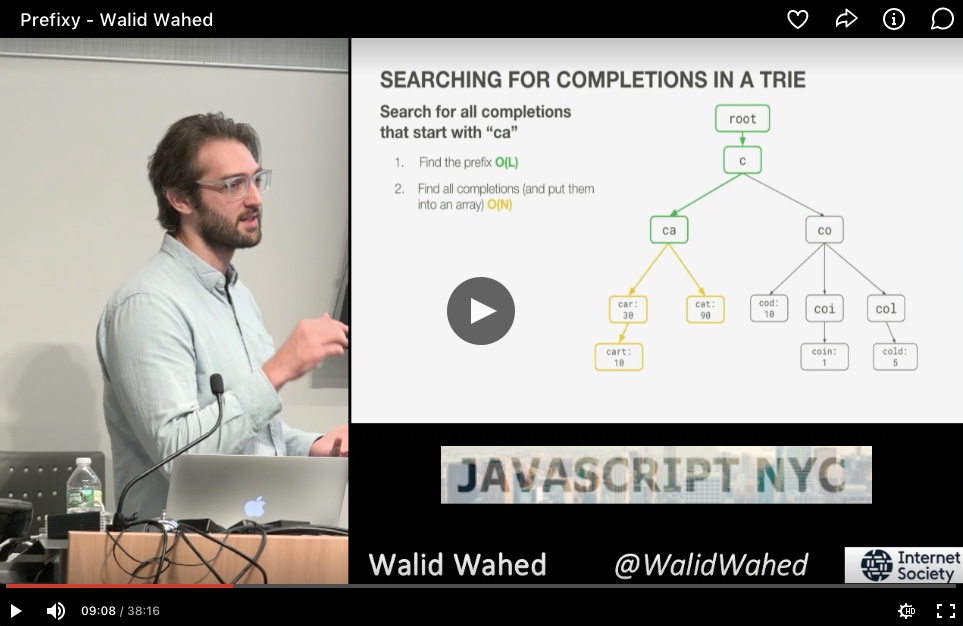 Prefixy - Walid Wahed
SEARCHING FOR COMPLETIONS IN A TRIE
Search for all completions
that start with “ca”
1. Find the prefix O(L)
2. Find all completions (and put them
into an array) O(N)
root
c
ca
co
car:
30
cat:
90
cod:
10
coi
col
cart:
10
coin:
1
cold:
5
JAVASCRIPT NYC
Walid Wahed
@WalidWahed
Internet
Society
09:08 / 38:16
HD